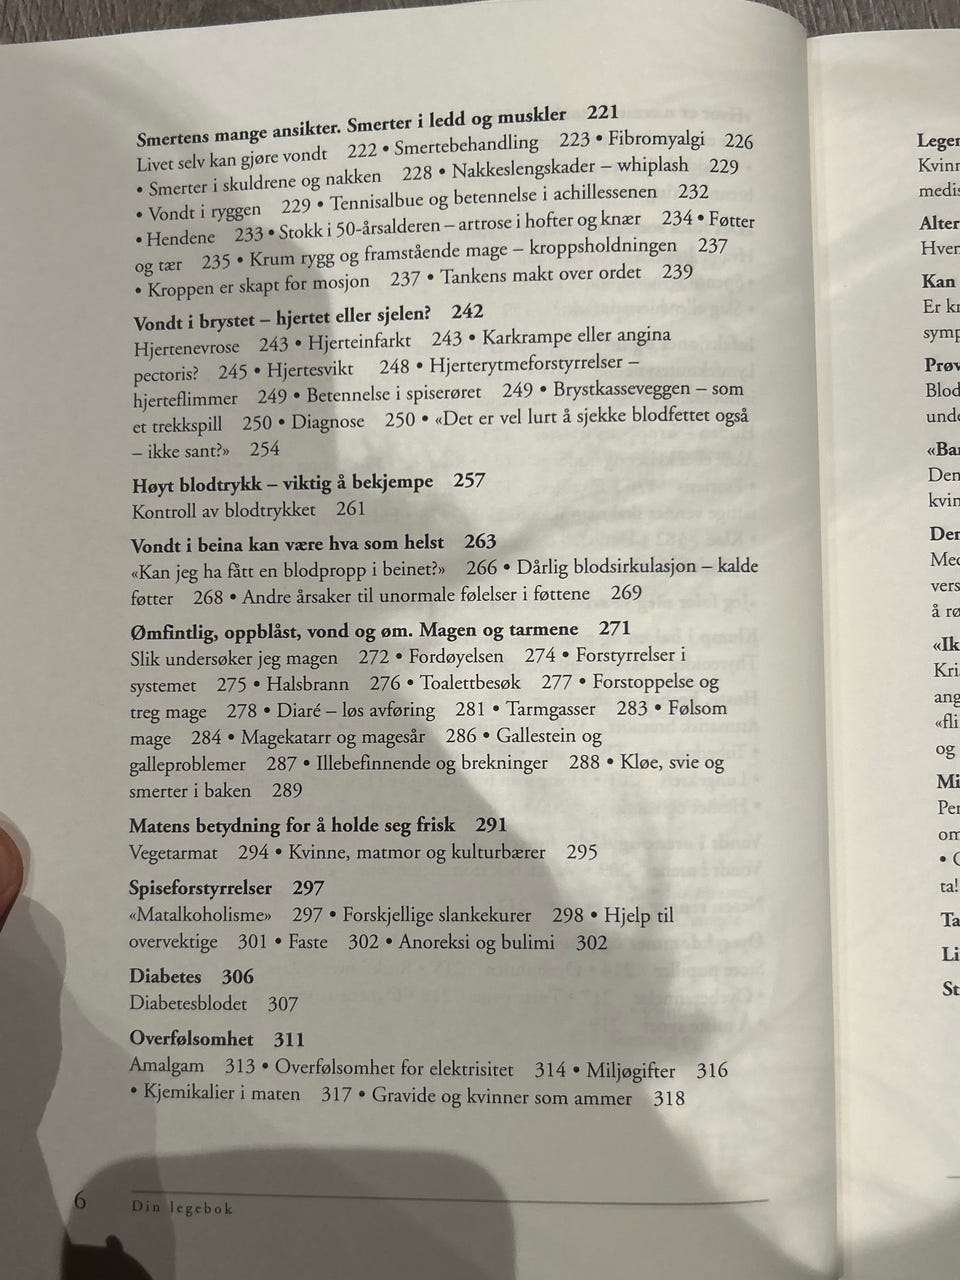 Smertens mange ansikter. Smerter i ledd og muskler 221
Livet selv kan gjøre vondt 222 • Smertebehandling 223 • Fibromyalgi 226
• Smerter i skuldrene og nakken 228 • Nakkeslengskader – whiplash 229
• Vondt i ryggen 229 • Tennisalbue og betennelse i achillessenen 232
• Hendene 233 • Stokk i 50-årsalderen – artrose i hofter og knær 234 • Føtter
og tær 235 • Krum rygg og framstående mage – kroppsholdningen 237
• Kroppen er skapt for mosjon 237 • Tankens makt over ordet 239
Vondt i brystet – hjertet eller sjelen? 242
Hjertenevrose 243 • Hjerteinfarkt 243 • Karkrampe eller angina
pectoris? 245 • Hjertesvikt 248 • Hjerterytmeforstyrrelser –
hjerteflimmer 249 • Betennelse i spiserøret 249 • Brystkasseveggen – som
et trekkspill 250 • Diagnose 250 • «Det er vel lurt å sjekke blodfettet også
– ikke sant?» 254
Høyt blodtrykk – viktig å bekjempe 257
Kontroll av blodtrykket 261
Vondt i beina kan være hva som helst 263
«Kan jeg ha fått en blodpropp i beinet?» 266 • Dårlig blodsirkulasjon – kalde
føtter 268 • Andre årsaker til unormale følelser i føttene 269
Ømfintlig, oppblåst, vond og øm. Magen og tarmene 271
Slik undersøker jeg magen 272 • Fordøyelsen 274 • Forstyrrelser i
systemet 275 • Halsbrann 276 • Toalettbesøk 277 • Forstoppelse og
treg mage 278 • Diaré – løs avføring 281 • Tarmgasser 283 • Følsom
mage 284 • Magekatarr og magesår 286 • Gallestein og
galleproblemer 287 • Illebefinnende og brekninger 288 • Kløe, svie og
smerter i baken 289
Matens betydning for å holde seg frisk 291
Vegetarmat 294 • Kvinne, matmor og kulturbærer 295
Spiseforstyrrelser 297
«Matalkoholisme» 297 • Forskjellige slankekurer 298 • Hjelp til
overvektige 301 • Faste 302 • Anoreksi og bulimi 302
Diabetes 306
Diabetesblodet 307
Overfølsomhet 311
Amalgam 313 • Overfølsomhet for elektrisitet 314 • Miljøgifter 316
• Kjemikalier i maten 317 • Gravide og kvinner som ammer 318
6 Din legebok
Kan
Er